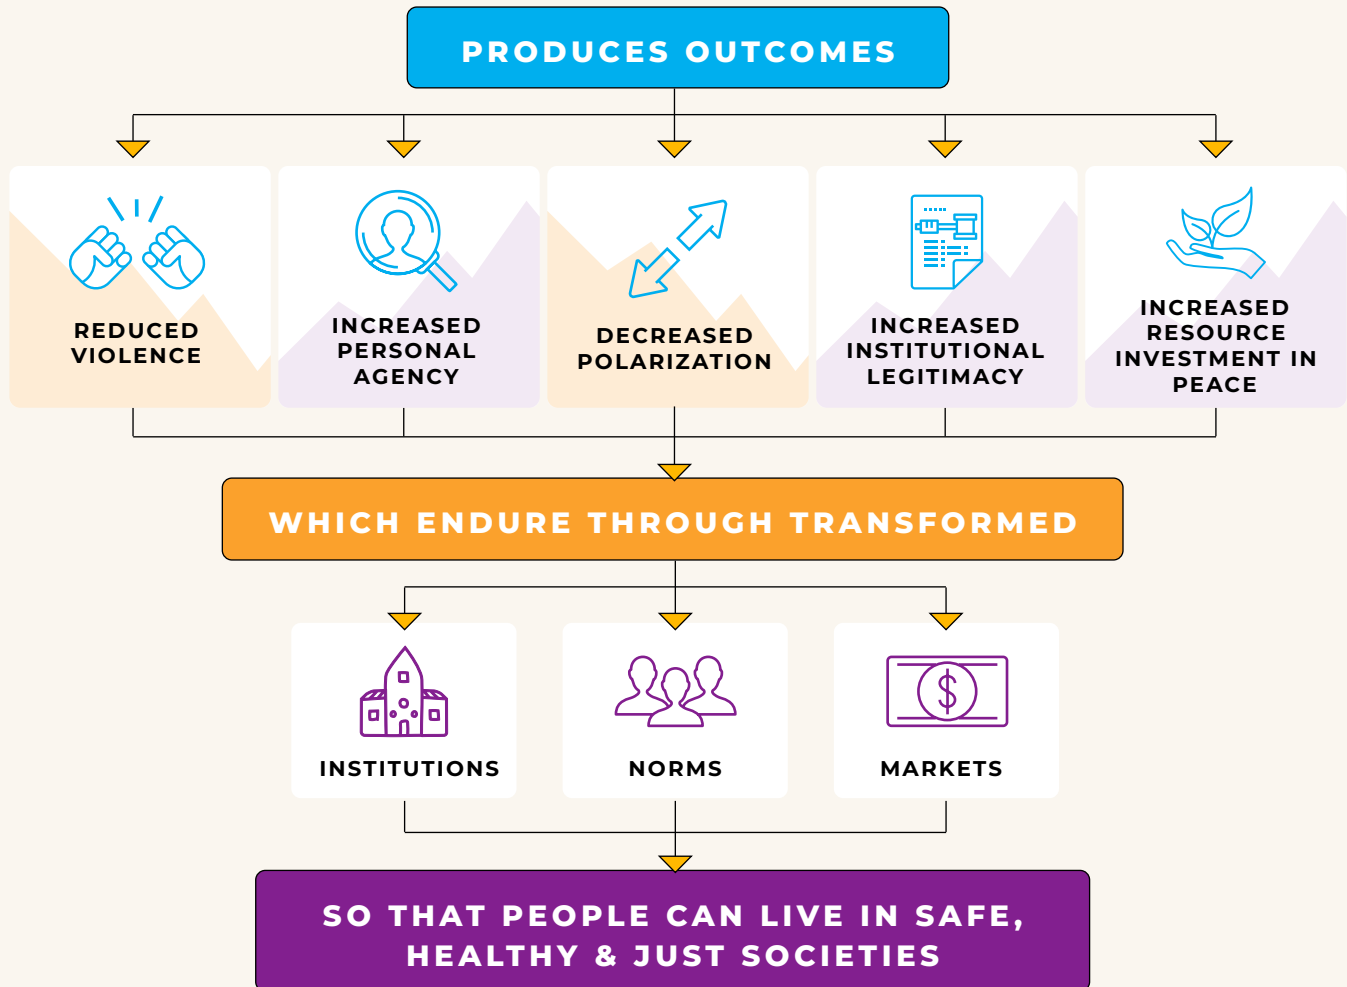 PRODUCES OUTCOMES
REDUCED
VIOLENCE
INCREASED
PERSONAL
AGENCY
DECREASED
POLARIZATION
INCREASED
INSTITUTIONAL
LEGITIMACY
INCREASED
RESOURCE
INVESTMENT IN
PEACE
WHICH ENDURE THROUGH TRANSFORMED
INSTITUTIONS
NORMS
$
MARKETS
SO THAT PEOPLE CAN LIVE IN SAFE,
HEALTHY & JUST SOCIETIES